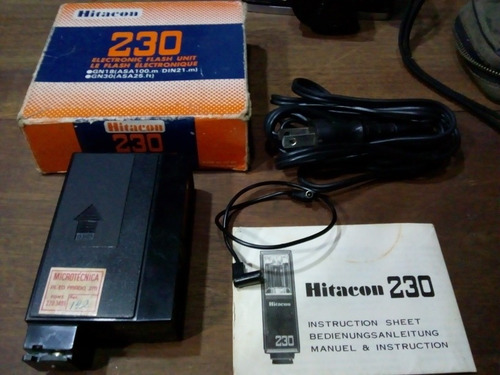 Hitacon
230
ELECTRONIC FLASH UNIT
LE FLASH ÉLECTRONIQUE
●GN18(ASA100.m DIN21.m)
●GN30(ASA25.ft)
Hitacon
230
MICROTECNICA
Hitacon
230
Hitacon 230
INSTRUCTION SHEET
BEDIENUNGSANLEITUNG
MANUEL & INSTRUCTION